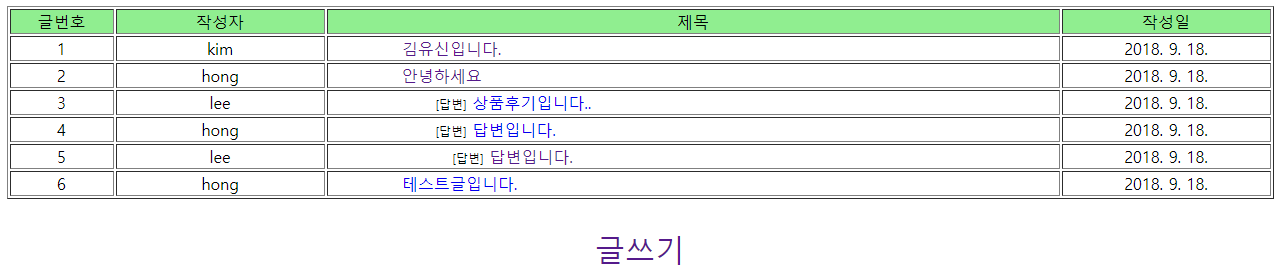 글번호 작성자 제목 작성일
1 kim 김유신입니다. 2018. 9. 18.
2 hong 안녕하세요 2018. 9. 18.
3 lee [답변] 상품후기입니다.. 2018. 9. 18.
4 hong [답변] 답변입니다. 2018. 9. 18.
5 lee [답변] 답변입니다. 2018. 9. 18.
6 hong 테스트글입니다. 2018. 9. 18.
글쓰기